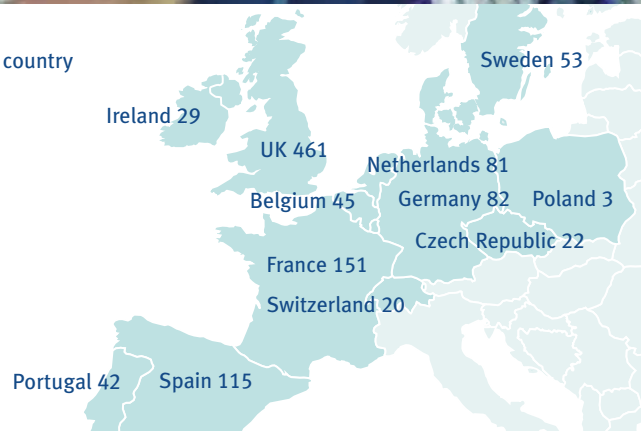 country
Sweden 53
Ireland 29
UK 461
Netherlands 81
Belgium 45
Germany 82
Poland 3
Czech Republic 22
France 151
Switzerland 20
Portugal 42
Spain 115